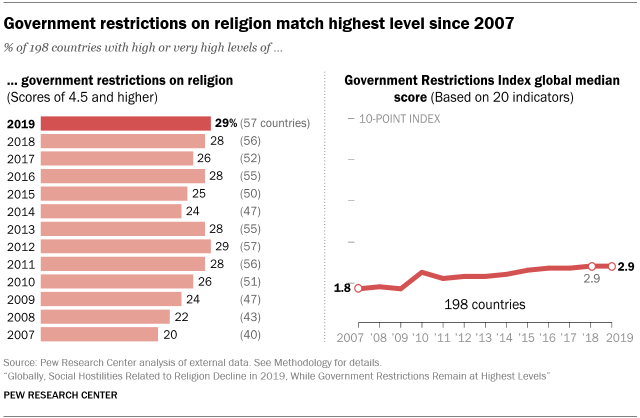 Government restrictions on religion match highest level since 2007
% of 198 countries with high or very high levels of ...
... government restrictions on religion
(Scores of 4.5 and higher)
2019 29% (57 countries)
2018 28 (56)
2017 26 (52)
2016 28 (55)
2015 25 (50)
2014 24 (47)
2013 28 (55)
2012 29 (57)
2011 28 (56)
2010 26 (51)
2009 24 (47)
2008 22 (43)
2007 20 (40)
Government Restrictions Index global median
score (Based on 20 indicators)
10-POINT INDEX
1.8
2.9
2.9
198 countries
2007 '08 '09 '10 '11 '12 '13 '14 '15 '16 '17 '18 2019
Source: Pew Research Center analysis of external data. See Methodology for details.
“Globally, Social Hostilities Related to Religion Decline in 2019, While Government Restrictions Remain at Highest Levels”
PEW RESEARCH CENTER